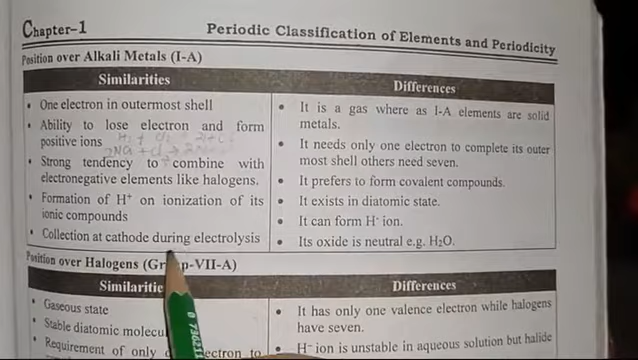 Chapter–1
Periodic Classification of Elements and Periodicity
Position over Alkali Metals (I-A)
Similarities
• One electron in outermost shell
• Ability to lose electron and form
positive ions
• Strong tendency to combine with
electronegative elements like halogens.
• Formation of H⁺ on ionization of its
ionic compounds
• Collection at cathode during electrolysis
Differences
• It is a gas where as I-A elements are solid
metals.
• It needs only one electron to complete its outer
most shell others need seven.
• It prefers to form covalent compounds.
• It exists in diatomic state.
• It can form H⁻ ion.
• Its oxide is neutral e.g. H₂O.
Position over Halogens (Gr p-VII-A)
Similarities
• Gaseous state
• Stable diatomic
• Requirement of only to
Differences
• It has only one valence electron while halogens
have seven.
• H⁻ ion is unstable in aqueous solution but halide